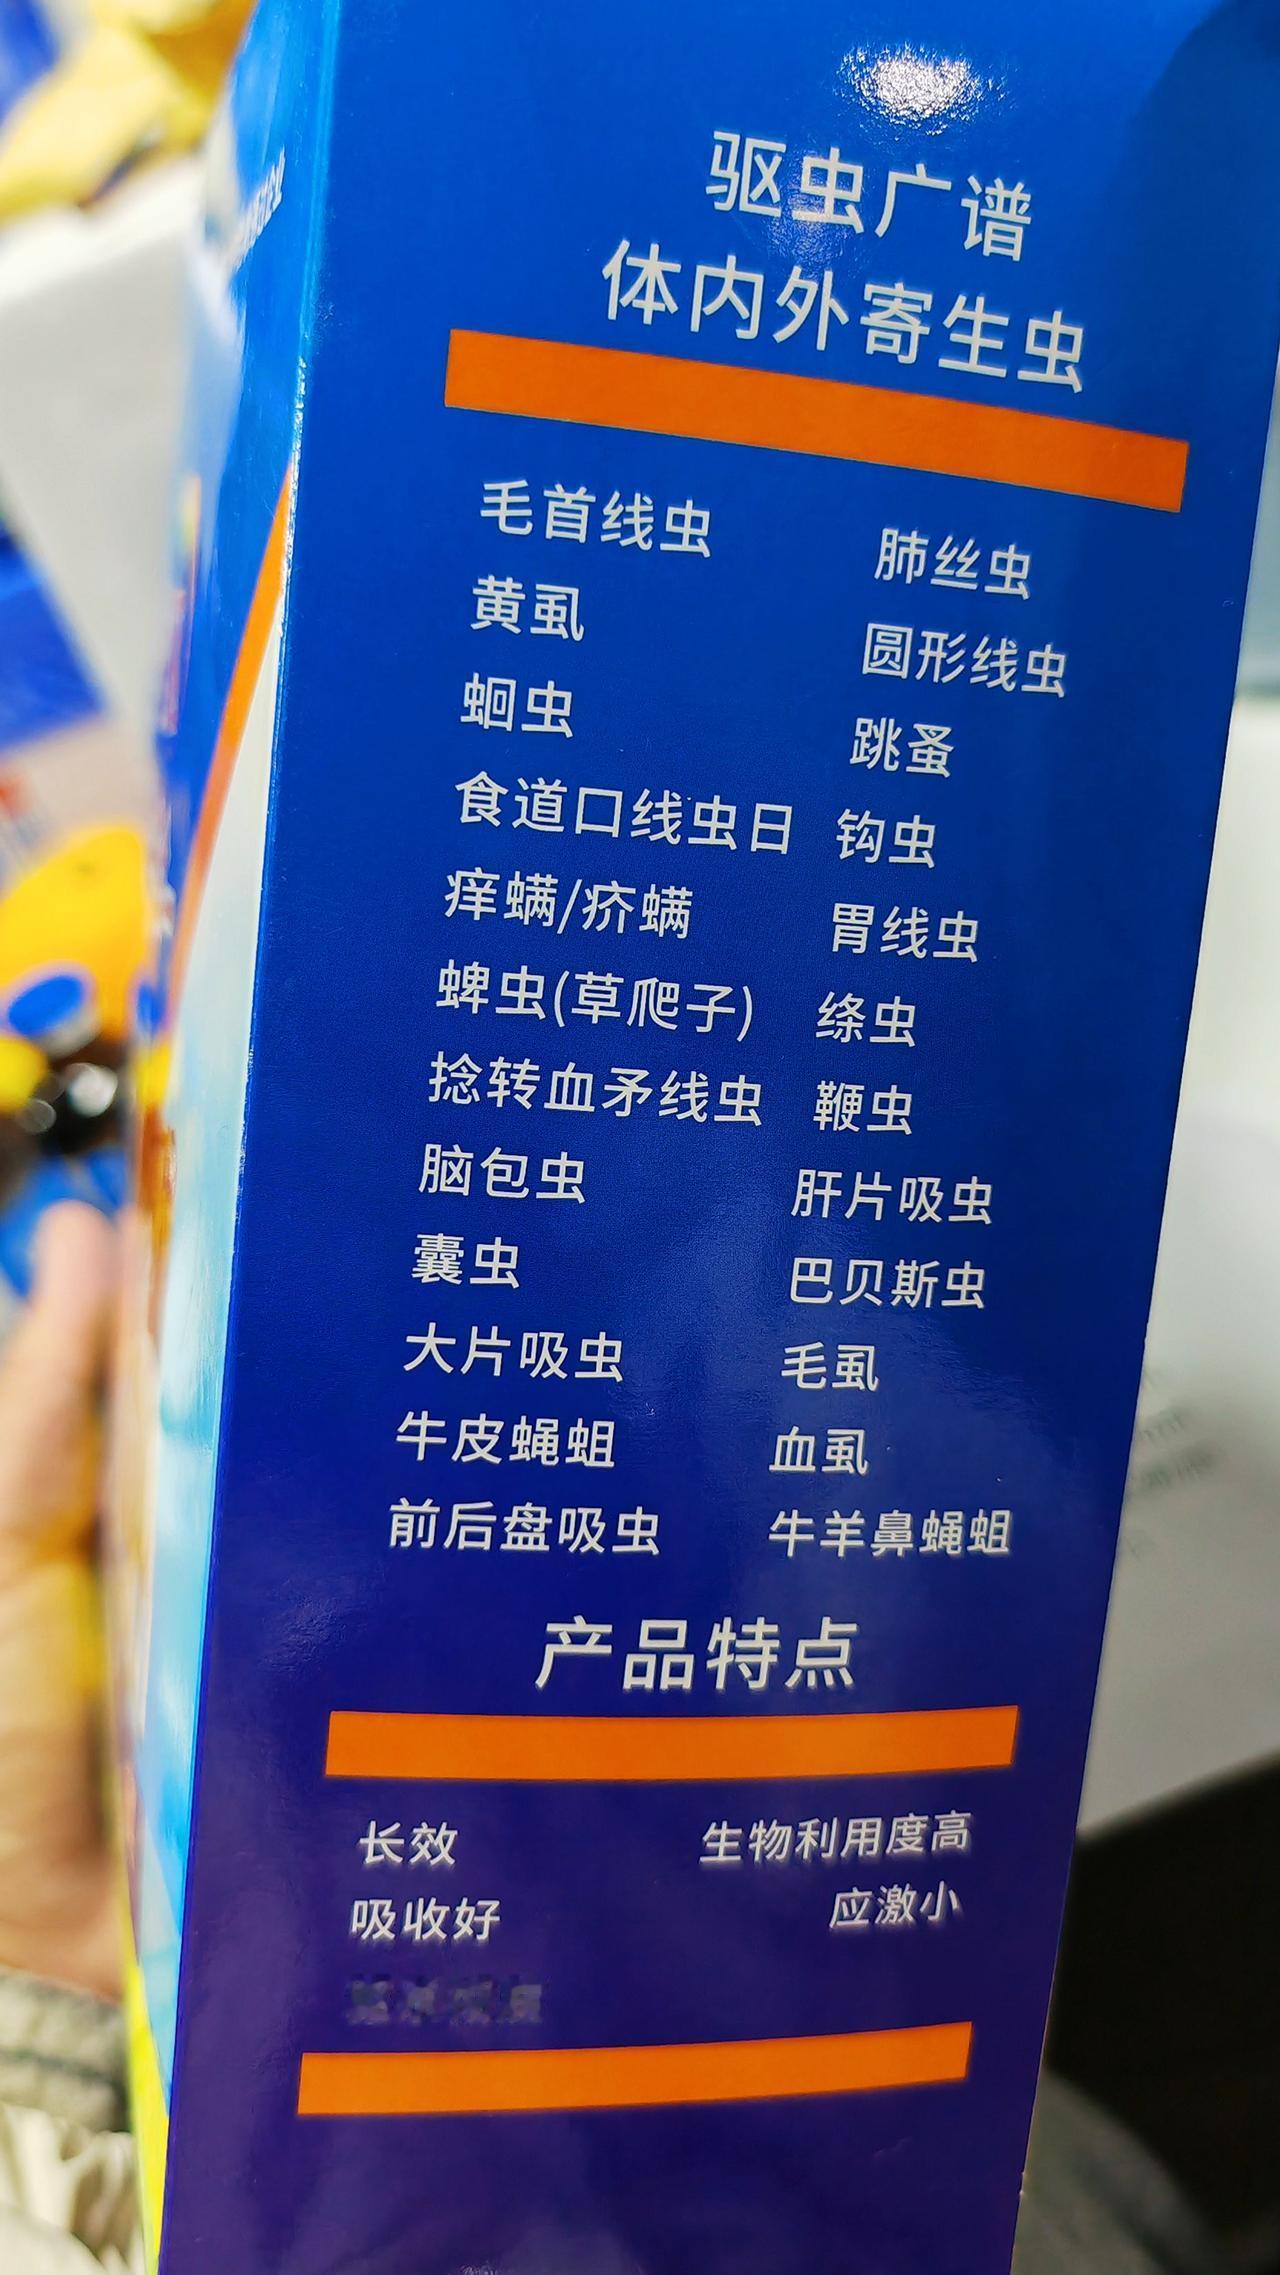 驱虫广谱
体内外寄生虫
毛首线虫 肺丝虫
黄虱 圆形线虫
蛔虫 跳蚤
食道口线虫日 钩虫
痒螨/疥螨 胃线虫
蜱虫(草爬子) 绦虫
捻转血矛线虫 鞭虫
脑包虫 肝片吸虫
囊虫 巴贝斯虫
大片吸虫 毛虱
牛皮蝇蛆 血虱
前后盘吸虫 牛羊鼻蝇蛆
产品特点
长效 生物利用度高
吸收好 应激小